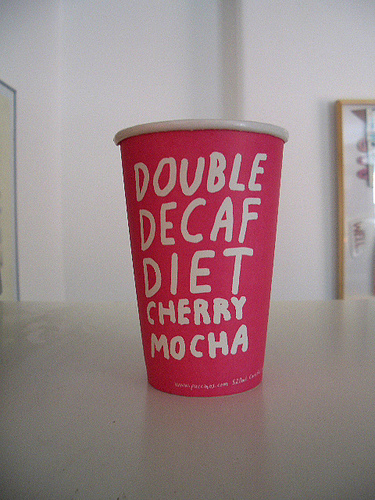 DOUBLE
DECAF
DIET
CHERRY
MOCHA